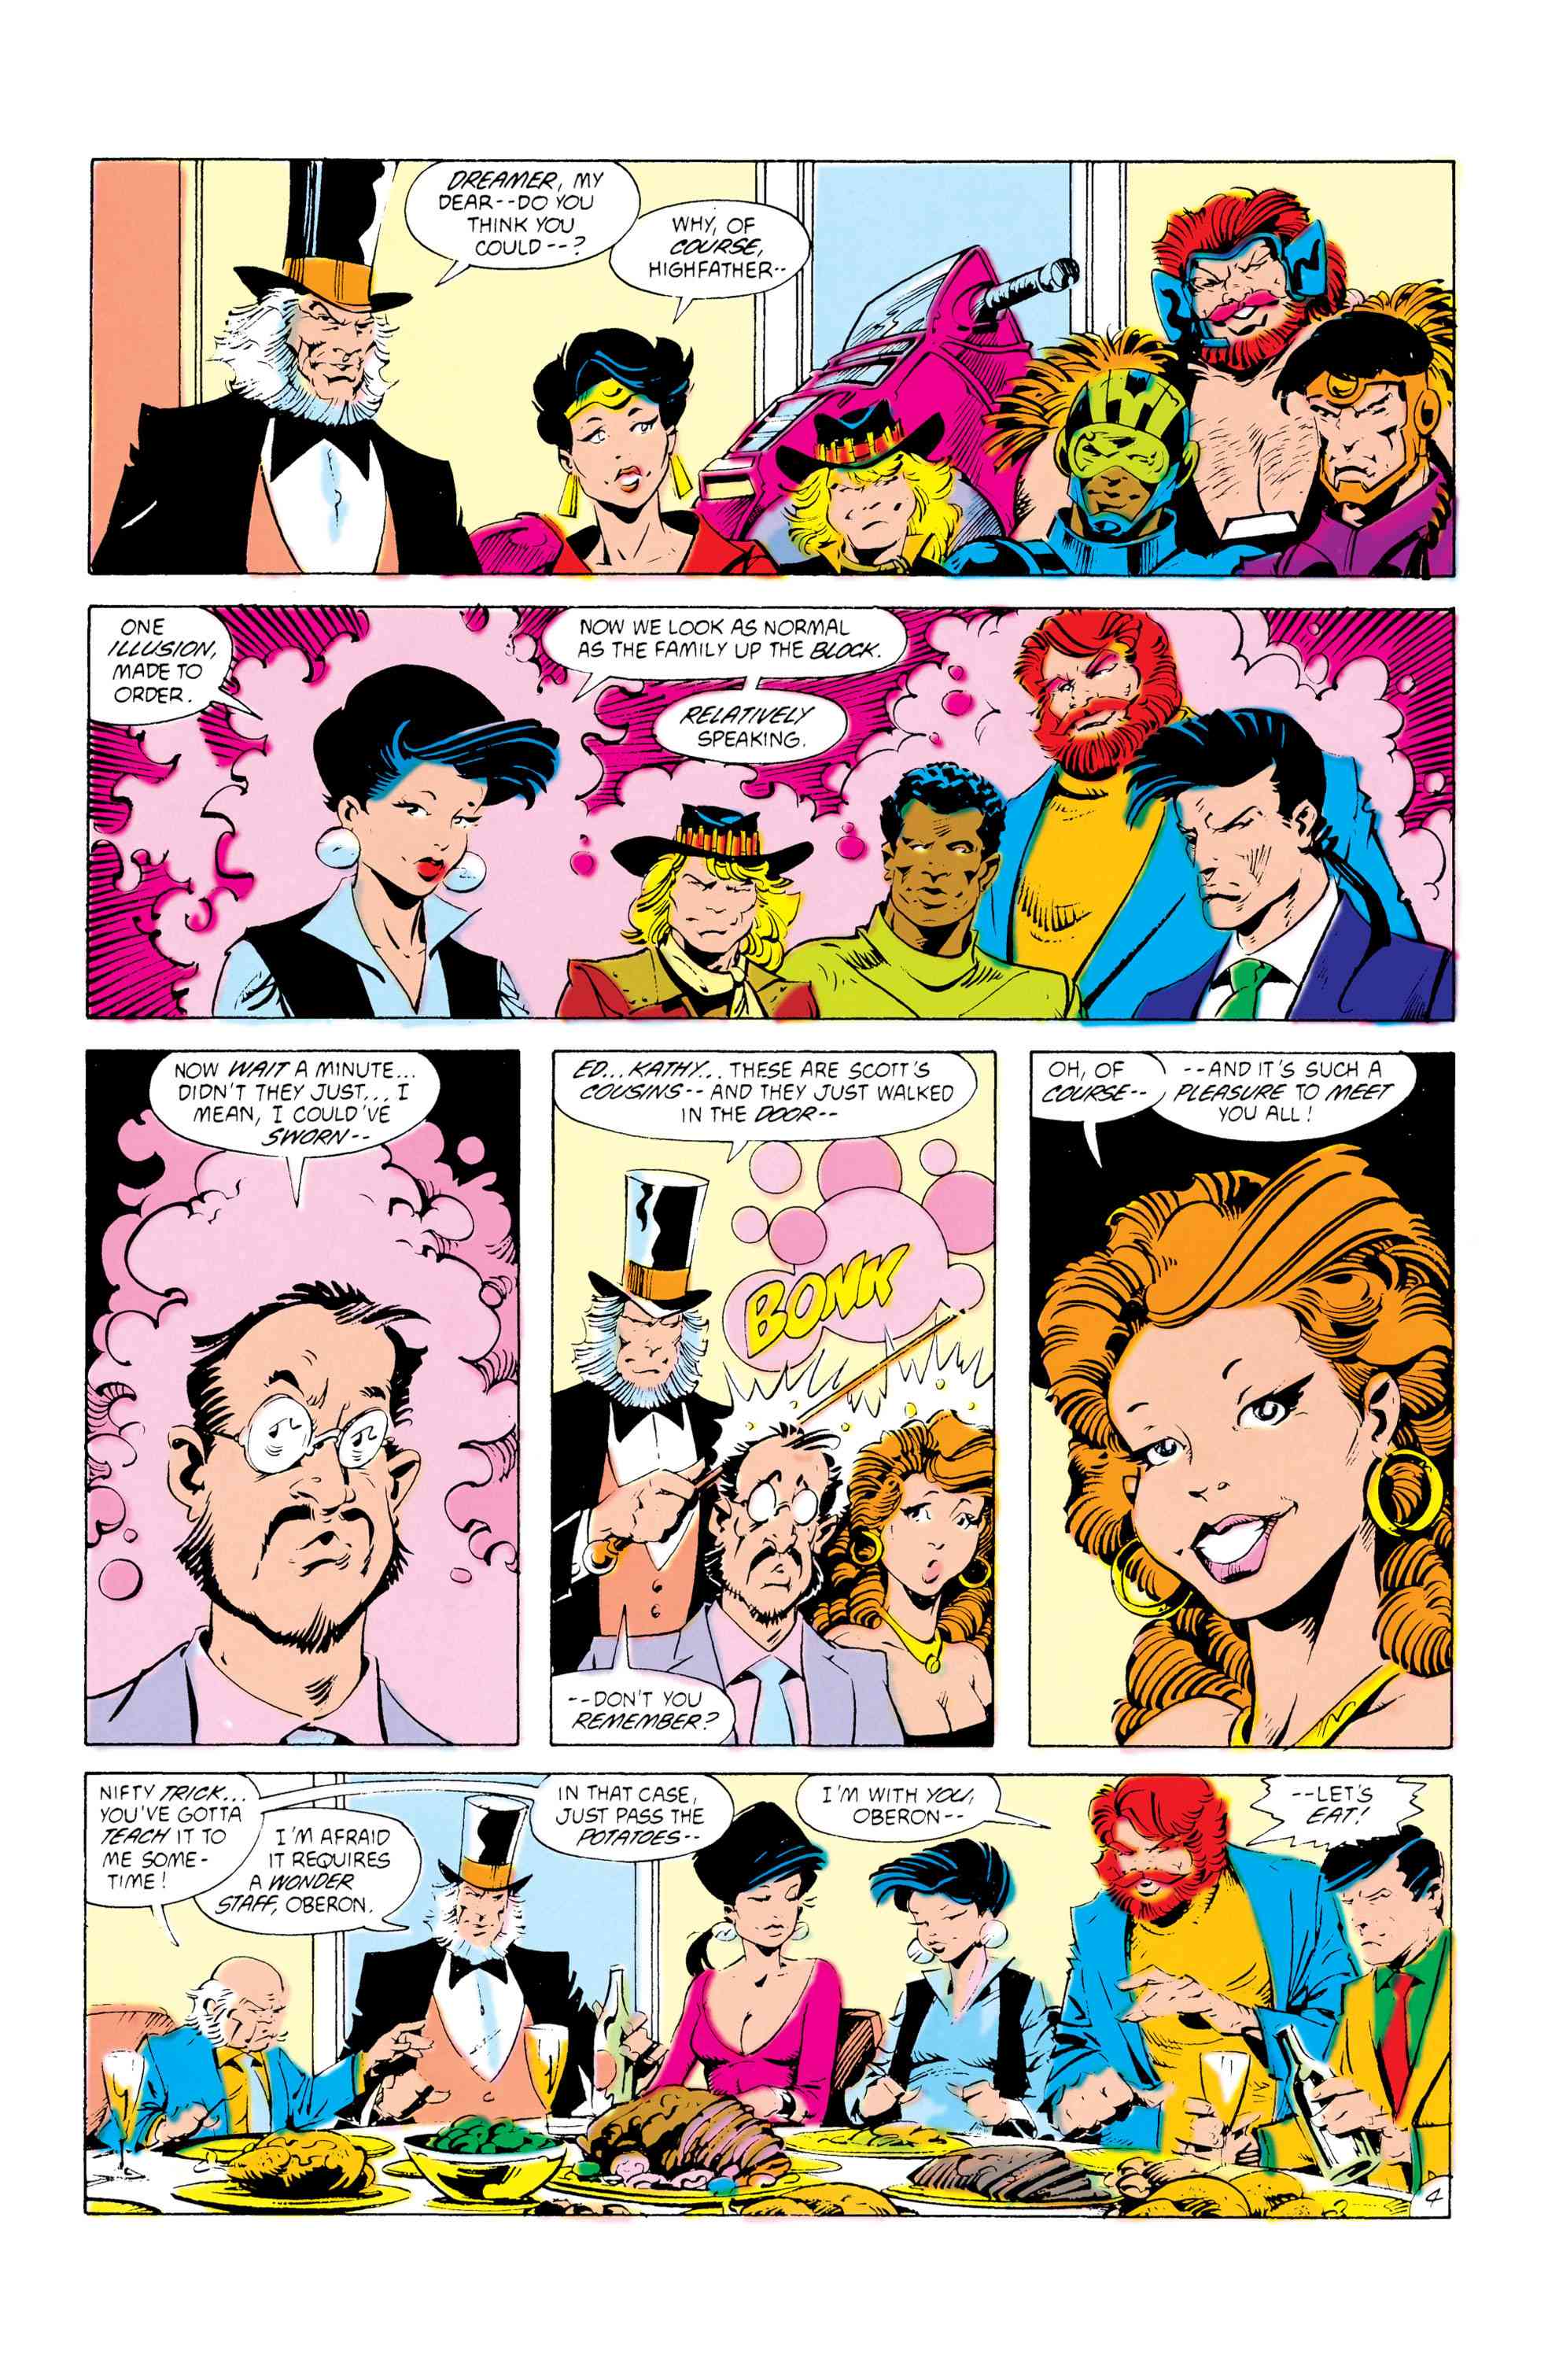 DREAMER, MY
DEAR--DO YOU
THINK YOU
COULD--?
WHY, OF
COURSE,
HIGHFATHER--
ONE
ILLUSION,
MADE TO
ORDER.
NOW WE LOOK AS NORMAL
AS THE FAMILY UP THE BLOCK.
RELATIVELY
SPEAKING.
NOW WAIT A MINUTE...
DIDN'T THEY JUST... I
MEAN, I COULD'VE
SWORN--
ED...KATHY... THESE ARE SCOTT'S
COUSINS--AND THEY JUST WALKED
IN THE DOOR--
BONK
--DON'T YOU
REMEMBER?
OH, OF
COURSE--
--AND IT'S SUCH A
PLEASURE TO MEET
YOU ALL!
NIFTY TRICK...
YOU'VE GOTTA
TEACH IT TO
ME SOME-
TIME!
I'M AFRAID
IT REQUIRES
A WONDER
STAFF, OBERON.
IN THAT CASE,
JUST PASS THE
POTATOES--
I'M WITH YOU,
OBERON--
--LET'S
EAT!
4